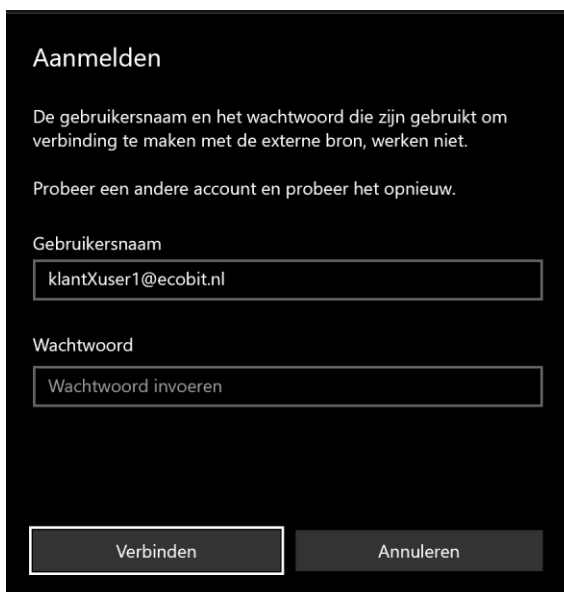 Aanmelden
De gebruikersnaam en het wachtwoord die zijn gebruikt om
verbinding te maken met de externe bron, werken niet.
Probeer een andere account en probeer het opnieuw.
Gebruikersnaam
klantXuser1@ecobit.nl
Wachtwoord
Wachtwoord invoeren
Verbinden Annuleren